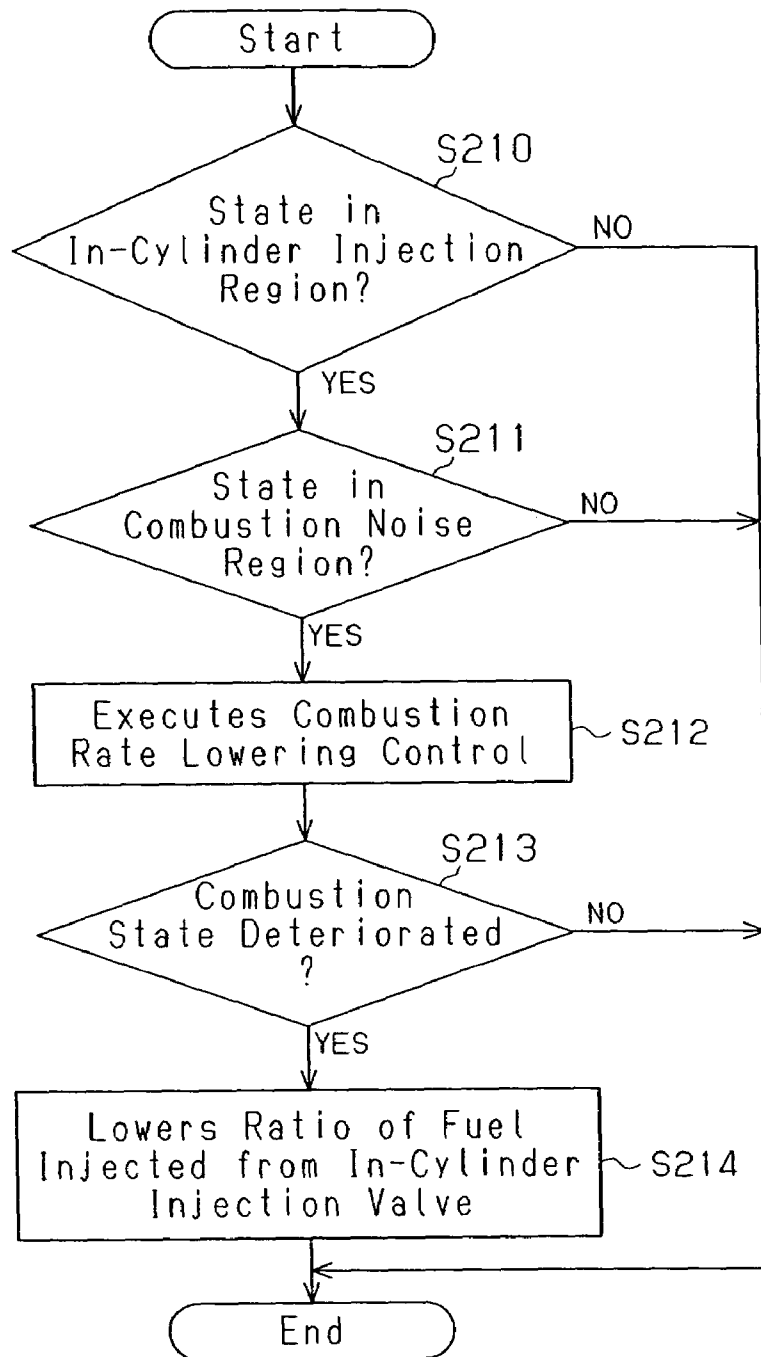 Start
S210
State in
In-Cylinder Injection
Region?
NO
YES
S211
State in
Combustion Noise
Region?
NO
YES
Executes Combustion
Rate Lowering Control
S212
S213
Combustion
State Deteriorated
?
NO
YES
Lowers Ratio of Fuel
Injected from In-Cylinder
Injection Valve
S214
End